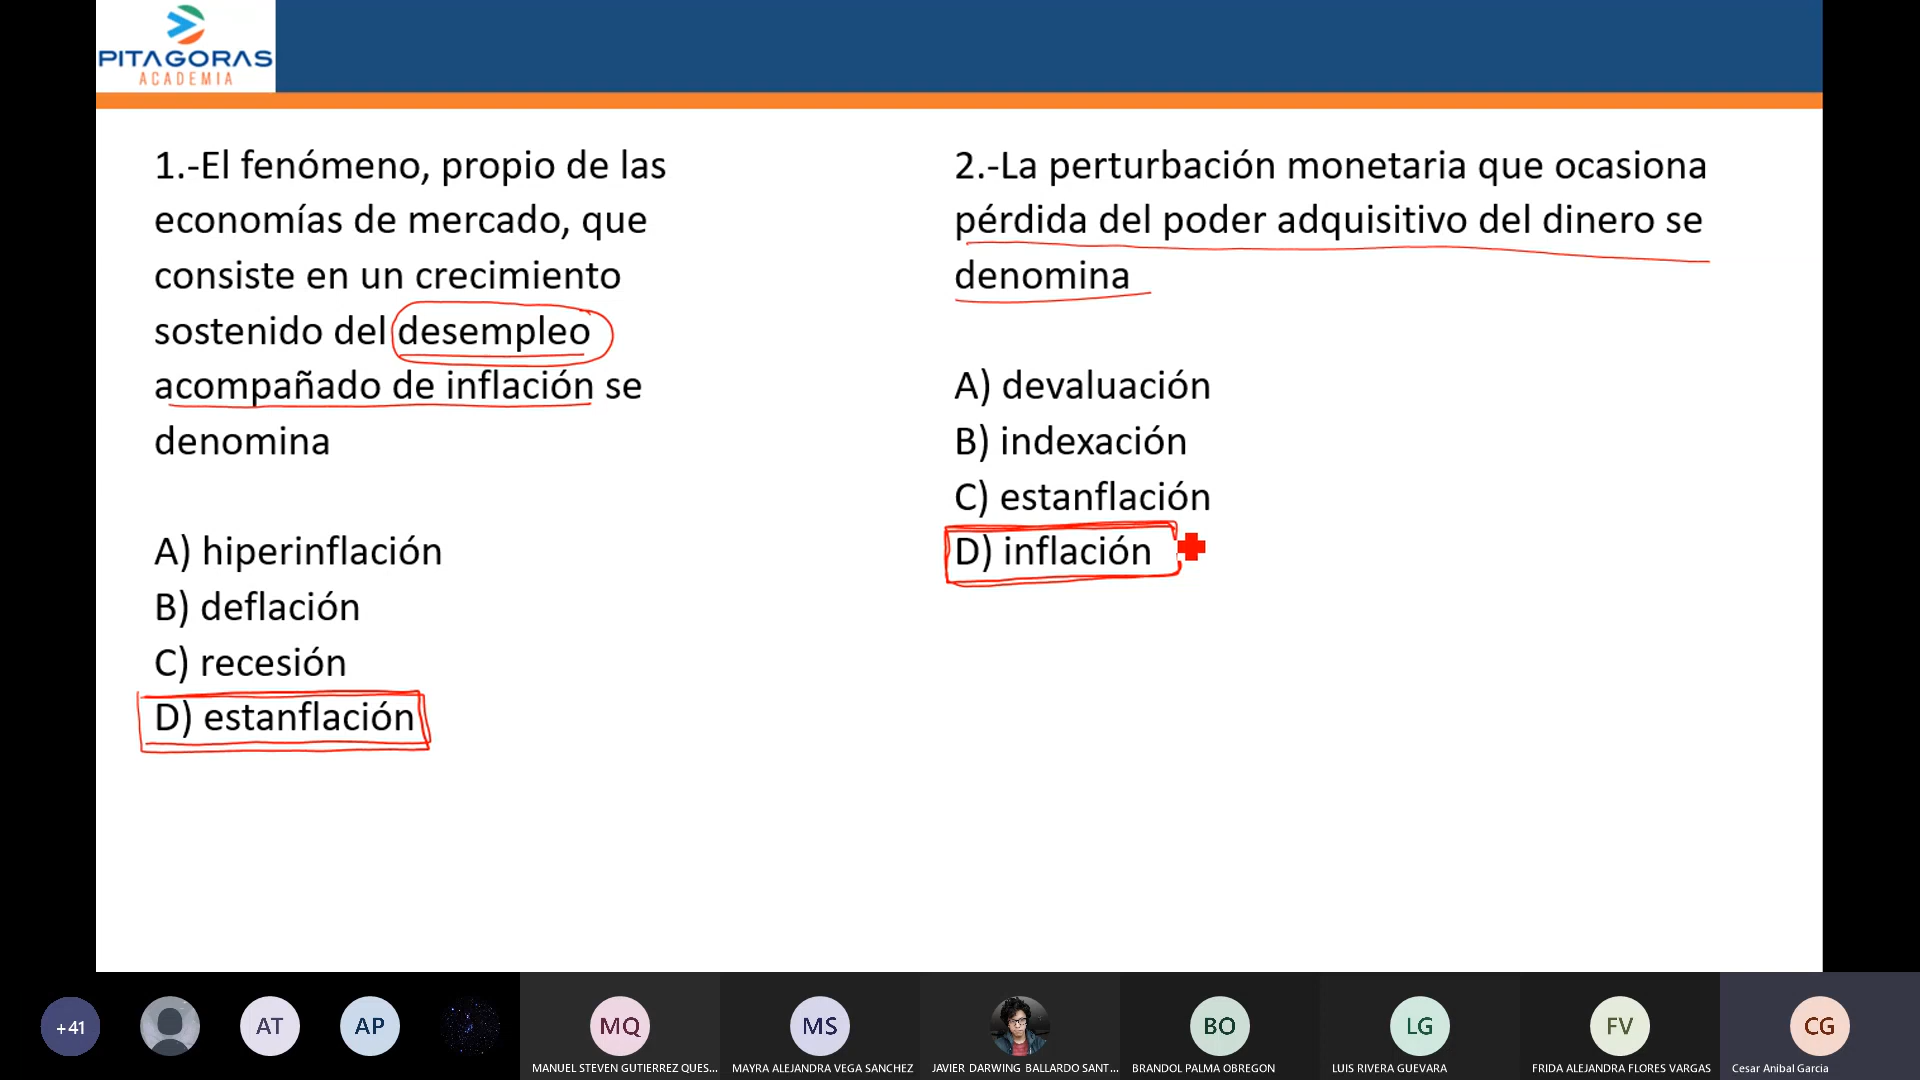 PITAGORAS
ACADEMIA
1.-El fenómeno, propio de las
economías de mercado, que
consiste en un crecimiento
sostenido del desempleo
acompañado de inflación se
denomina
A) hiperinflación
B) deflación
C) recesión
D) estanflación
2.-La perturbación monetaria que ocasiona
pérdida del poder adquisitivo del dinero se
denomina
A) devaluación
B) indexación
C) estanflación
D) inflación
+41
AT
AP
MQ
MS
BO
LG
FV
CG
MANUEL STEVEN GUTIERREZ QUES...
MAYRA ALEJANDRA VEGA SANCHEZ
JAVIER DARWING BALLARDO SANT...
BRANDOL PALMA OBREGON
LUIS RIVERA GUEVARA
FRIDA ALEJANDRA FLORES VARGAS
Cesar Anibal Garcia